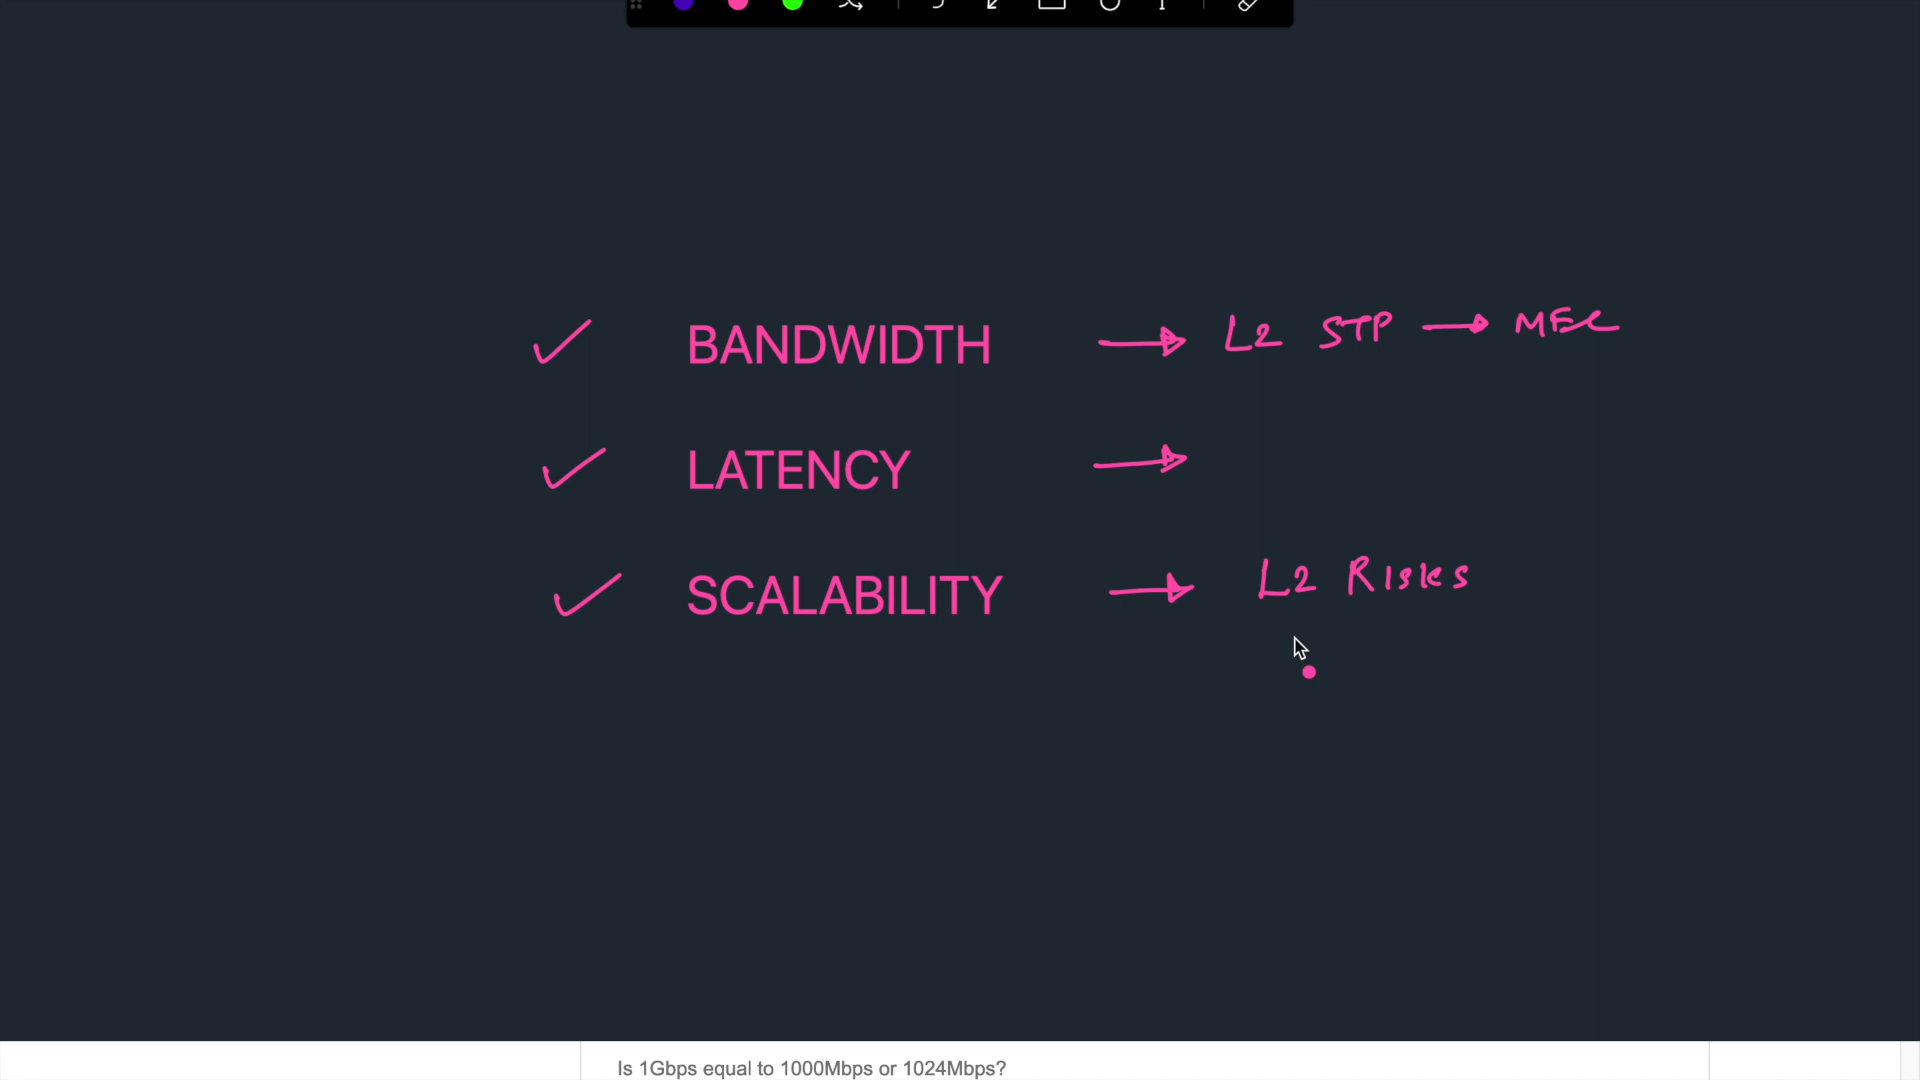 BANDWIDTH → L2 STP → MEC
LATENCY →
SCALABILITY → L2 Risks
Is 1Gbps equal to 1000Mbps or 1024Mbps?